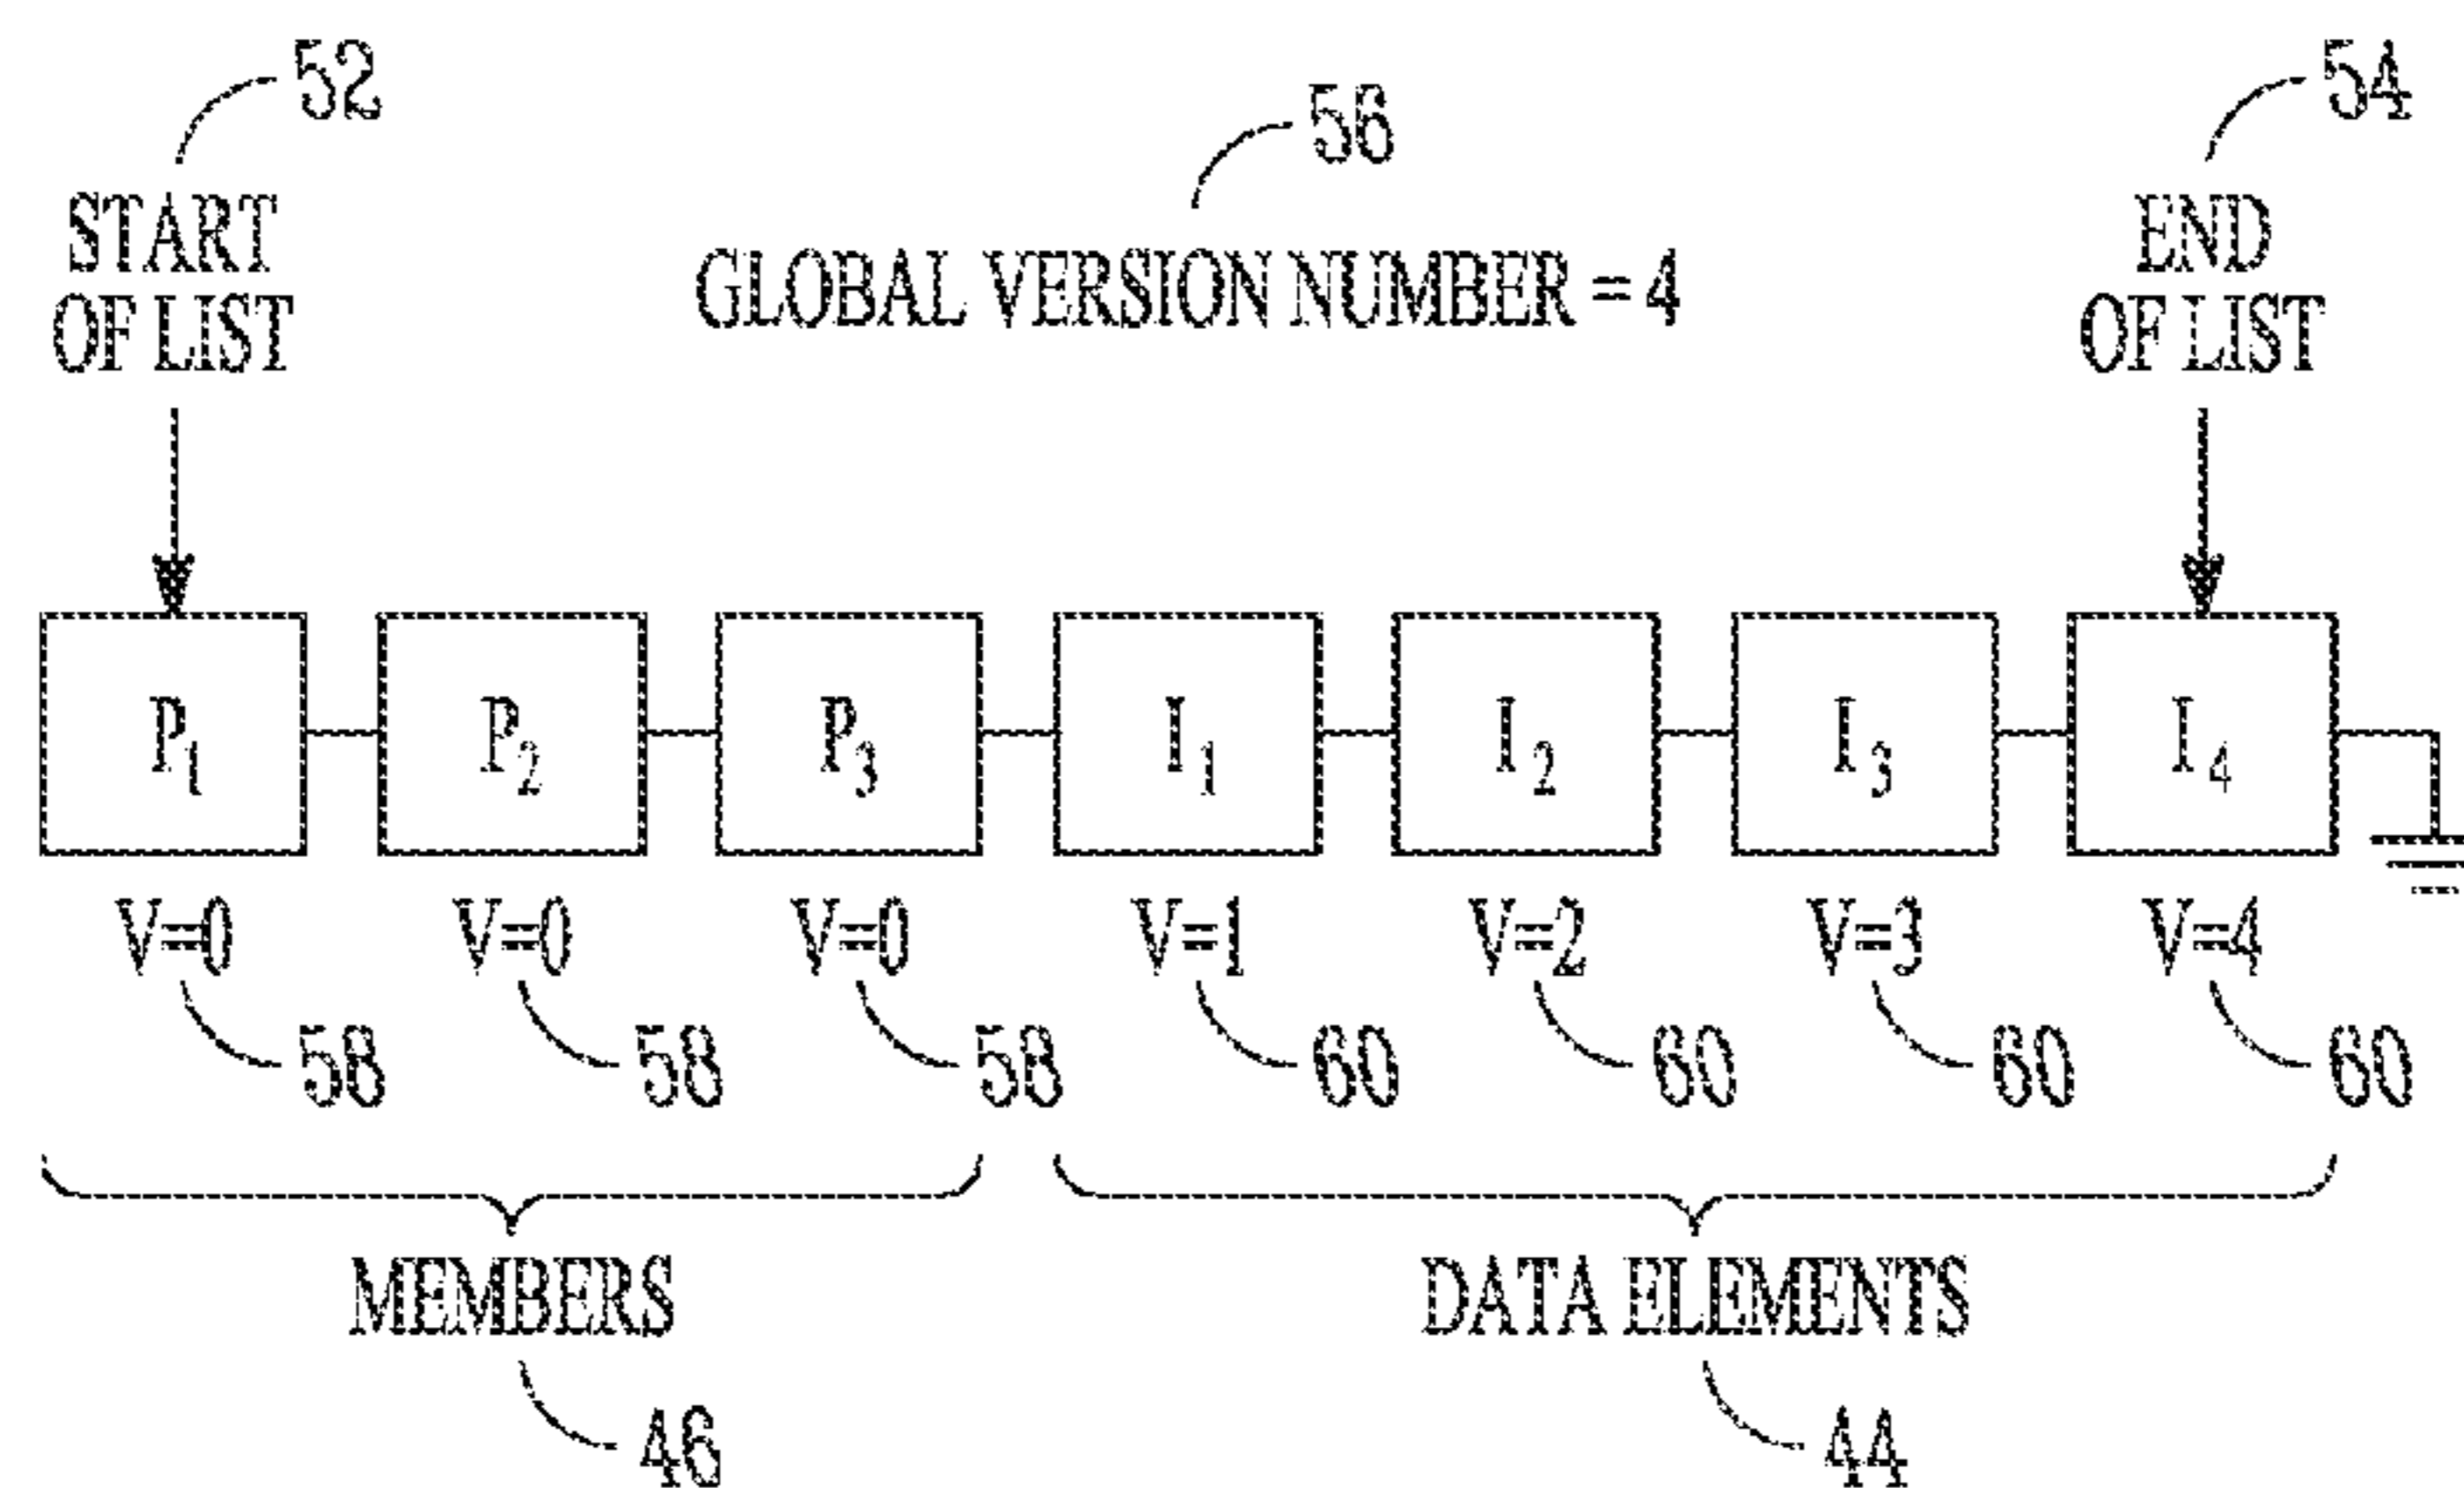 52
54
56
START
OF LIST
GLOBAL VERSION NUMBER = 4
END
OF LIST
P1 P2 P3 I1 I2 I3 I4
V=0 V=0 V=0 V=1 V=2 V=3 V=4
58 58 58 60 60 60 60
MEMBERS DATA ELEMENTS
46 44